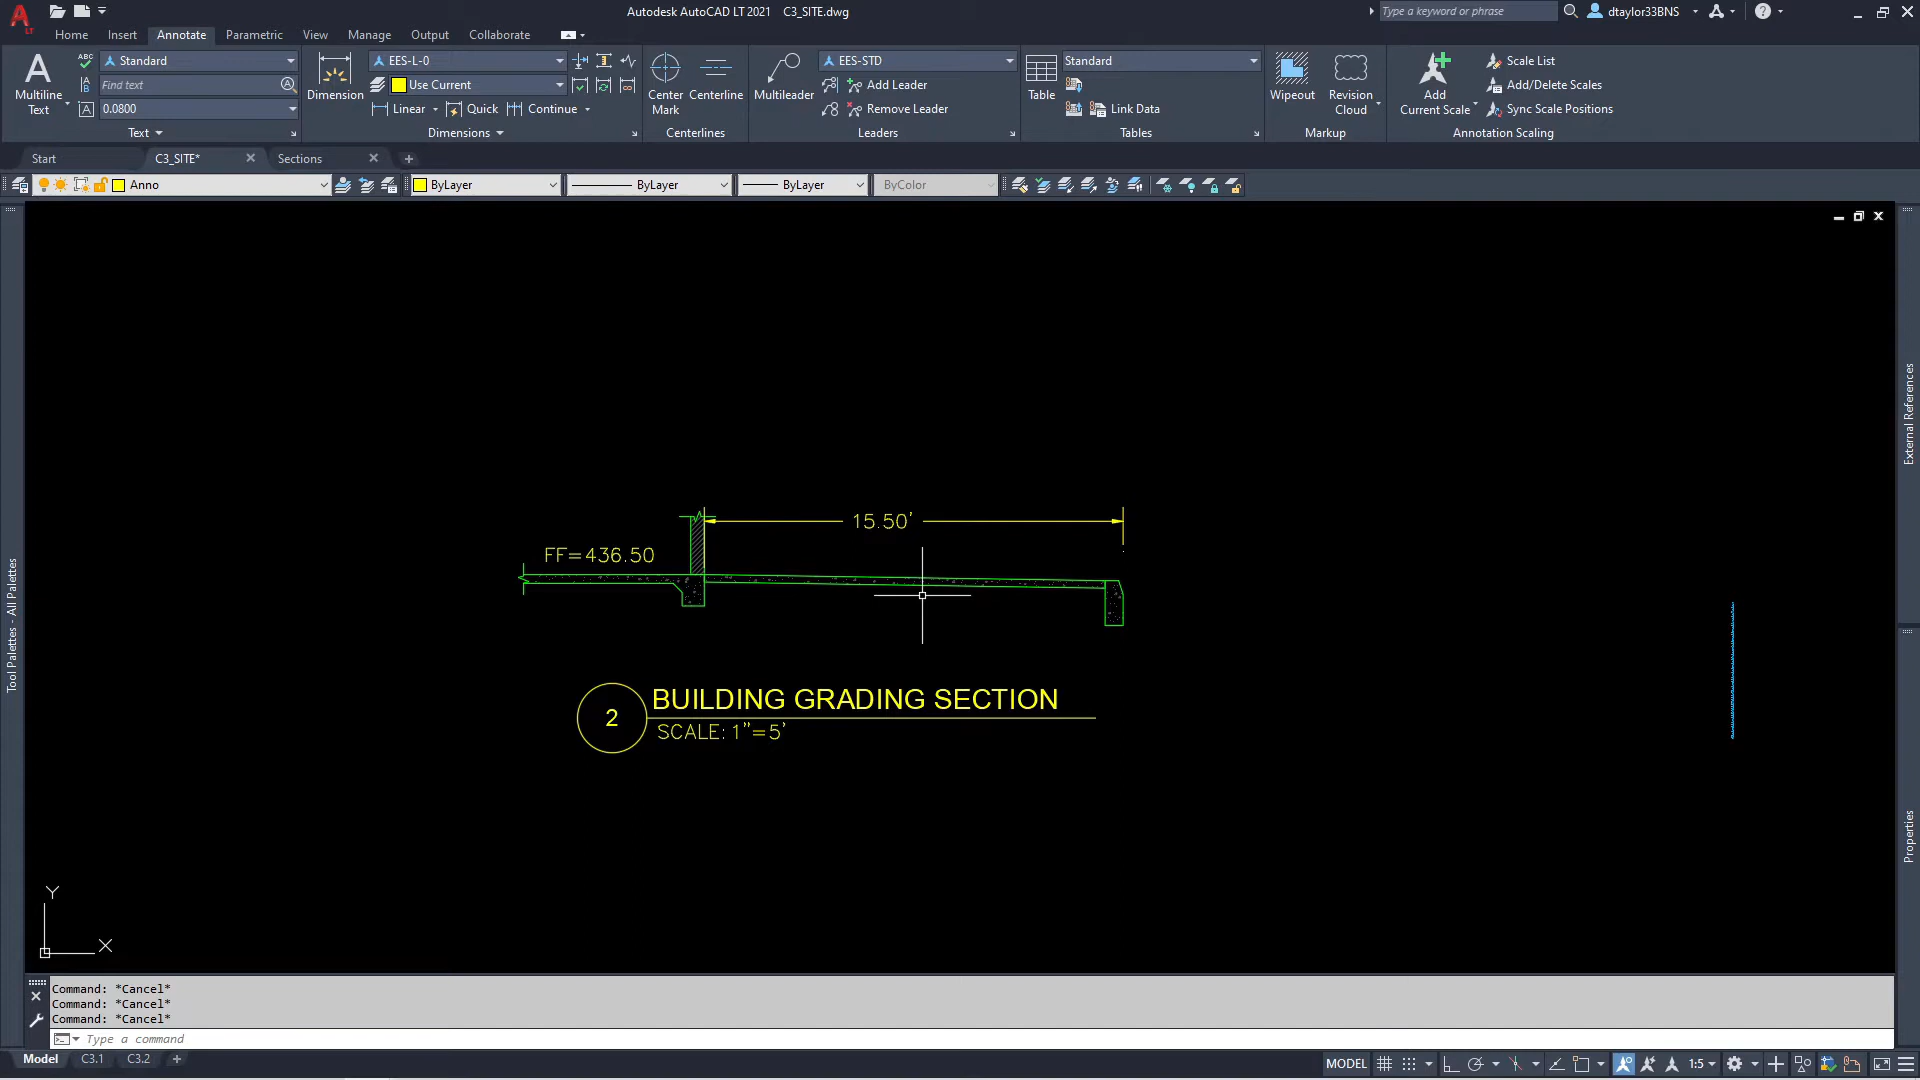 Autodesk AutoCAD LT 2021 C3_SITE.dwg
Type a keyword or phrase
dtaylor33BNS
LT
Home Insert Annotate Parametric View Manage Output Collaborate
Multiline
Text
ABC
Standard
Find text
0.0800
Text
Dimension
EES-L-0
Use Current
Linear Quick Continue
Dimensions
Center
Mark
Centerline
Centerlines
Multileader
EES-STD
Add Leader
Remove Leader
Leaders
Table
Standard
Link Data
Tables
Wipeout
Revision
Cloud
Markup
Add
Current Scale
Scale List
Add/Delete Scales
Sync Scale Positions
Annotation Scaling
Start C3_SITE* Sections
Anno ByLayer ByLayer ByLayer ByColor
Tool Palettes - All Palettes
External References
Properties
15.50'
FF=436.50
2
BUILDING GRADING SECTION
SCALE: 1"=5'
Y
X
Command: *Cancel*
Command: *Cancel*
Command: *Cancel*
Type a command
Model C3.1 C3.2
MODEL
1:5